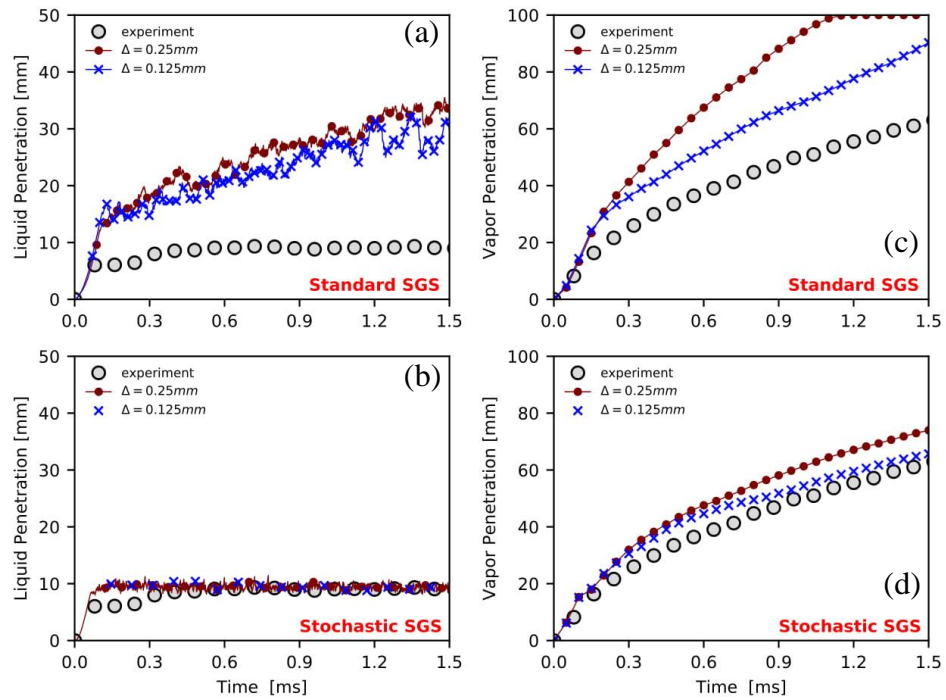 50
40
30
20
10
0
Liquid Penetration [mm]
experiment
Δ = 0.25mm
Δ = 0.125mm
(a)
Standard SGS
0.0 0.3 0.6 0.9 1.2 1.5
100
80
60
40
20
0
Vapor Penetration [mm]
experiment
Δ = 0.25mm
Δ = 0.125mm
(c)
Standard SGS
0.0 0.3 0.6 0.9 1.2 1.5
50
40
30
20
10
0
Liquid Penetration [mm]
experiment
Δ = 0.25mm
Δ = 0.125mm
(b)
Stochastic SGS
0.0 0.3 0.6 0.9 1.2 1.5
Time [ms]
100
80
60
40
20
0
Vapor Penetration [mm]
experiment
Δ = 0.25mm
Δ = 0.125mm
(d)
Stochastic SGS
0.0 0.3 0.6 0.9 1.2 1.5
Time [ms]